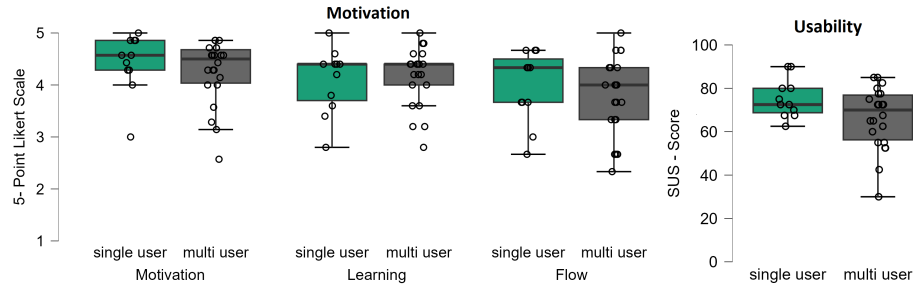 Motivation
5- Point Likert Scale
5
4
3
2
1
single user
multi user
single user
multi user
single user
multi user
Motivation
Learning
Flow
Usability
SUS - Score
100
80
60
40
20
0
single user
multi user